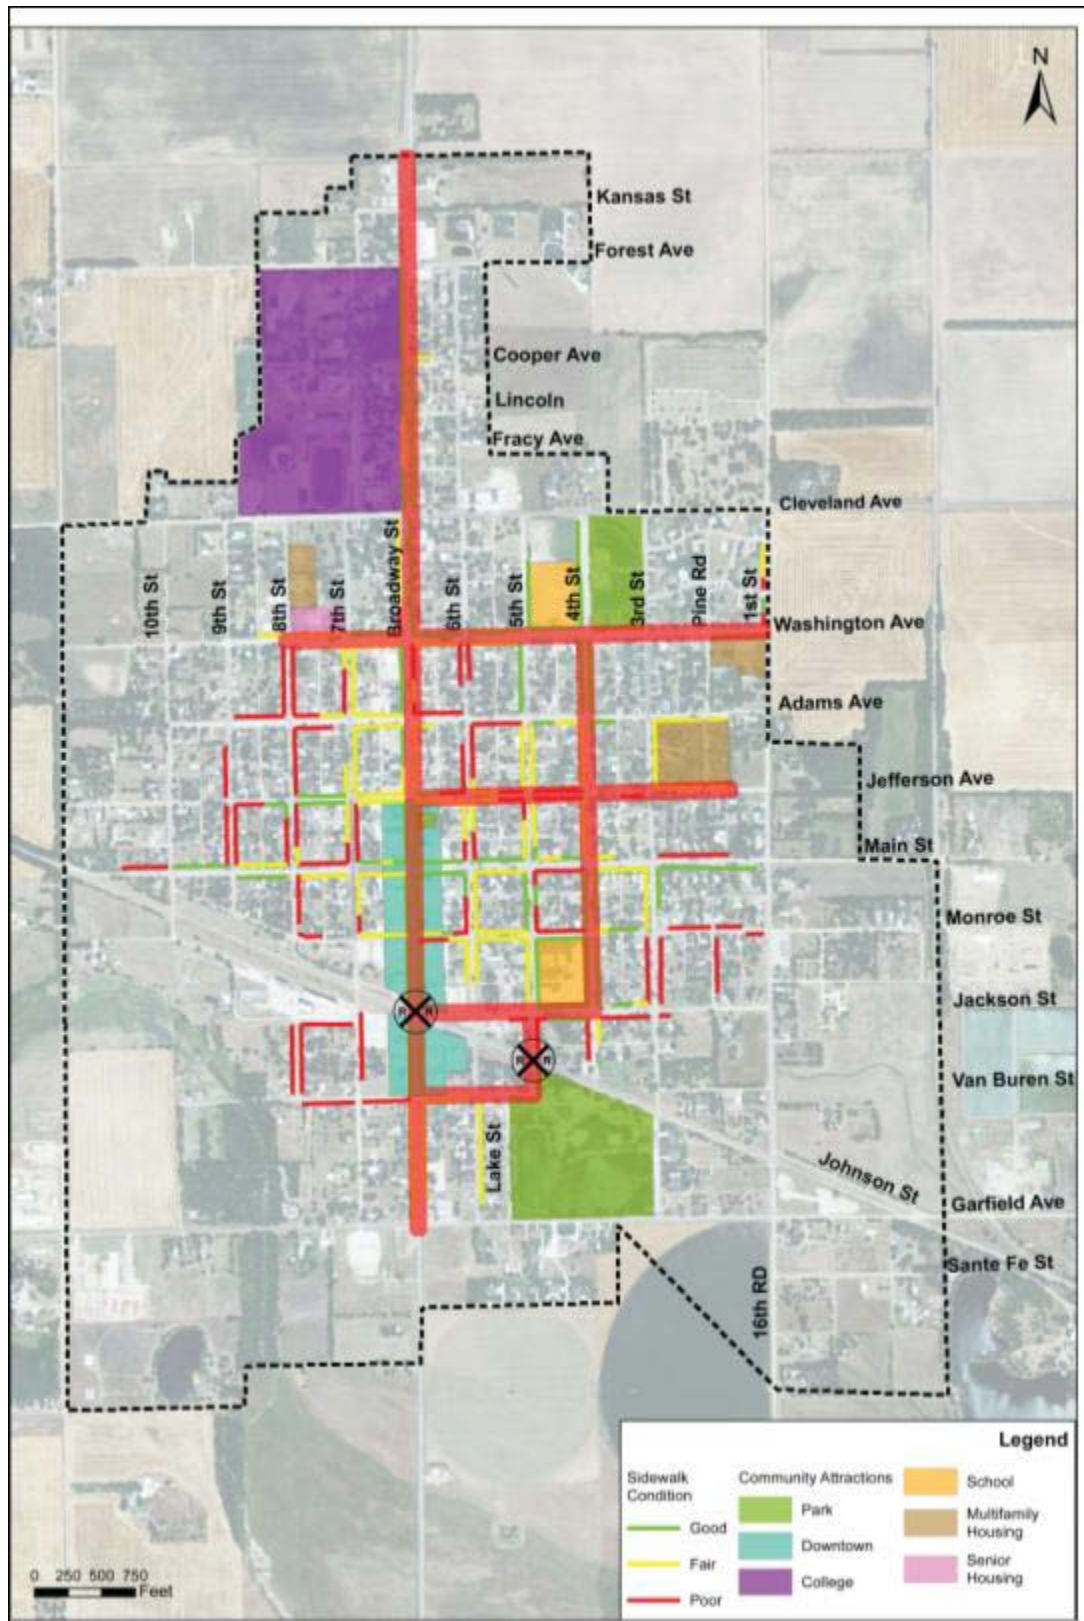 N
Kansas St
Forest Ave
Cooper Ave
Lincoln
Fracy Ave
Cleveland Ave
10th St
9th St
8th St
7th St
Broadway St
6th St
5th St
4th St
3rd St
Pine Rd
1st St
Washington Ave
Adams Ave
Jefferson Ave
Main St
Monroe St
R R
Jackson St
R R
Van Buren St
Lake St
Johnson St
Garfield Ave
Sante Fe St
16th RD
Legend
Sidewalk
Condition
Good
Fair
Poor
Community Attractions
Park
Downtown
College
School
Multifamily
Housing
Senior
Housing
0 250 500 750
Feet